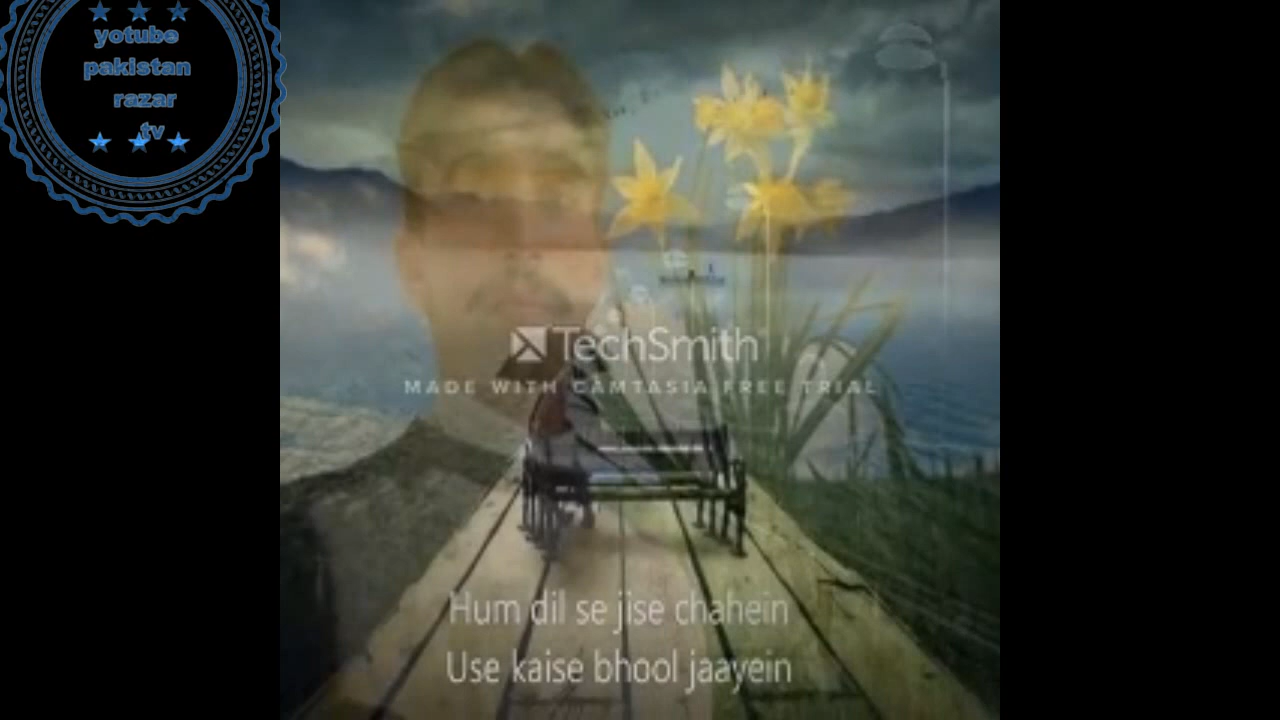 yotube
pakistan
razar
tv
TechSmith
MADE WITH CAMTASIA FREE TRIAL
Hum dil se jise chahein
Use kaise bhool jaayein